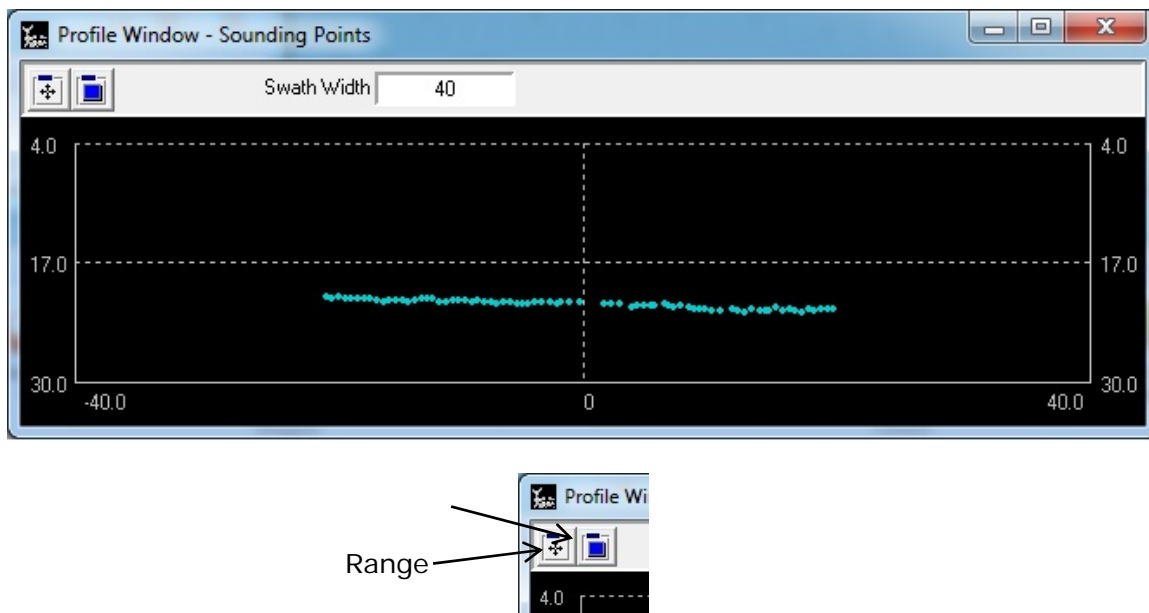 Profile Window - Sounding Points
Swath Width 40
4.0 4.0
17.0 17.0
30.0 30.0
-40.0 0 40.0
Profile Wi
Range
4.0